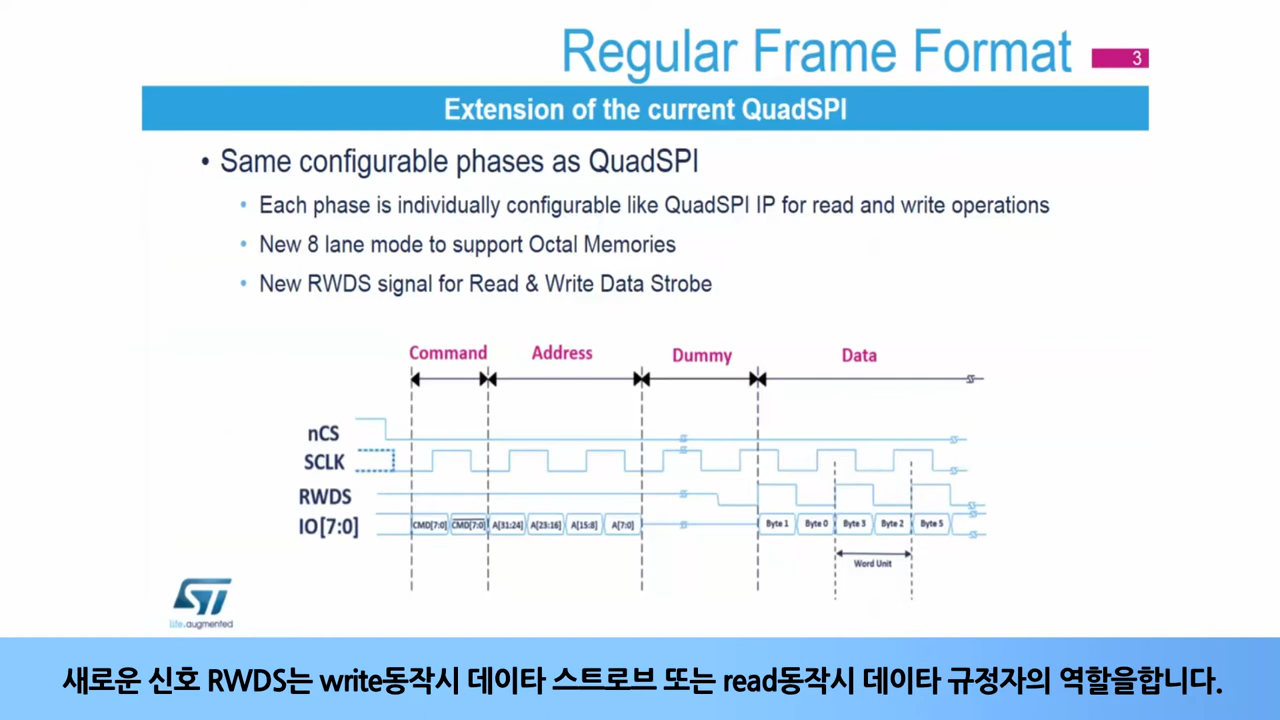 Regular Frame Format
3
Extension of the current QuadSPI
• Same configurable phases as QuadSPI
• Each phase is individually configurable like QuadSPI IP for read and write operations
• New 8 lane mode to support Octal Memories
• New RWDS signal for Read & Write Data Strobe
Command Address Dummy Data
nCS
SCLK
RWDS
IO[7:0] CMD[7:0] CMD[7:0] A[31:24] A[23:16] A[15:8] A[7:0] Byte 1 Byte 0 Byte 3 Byte 2 Byte 5
Word Unit
ST
life.augmented
새로운 신호 RWDS는 write동작시 데이타 스트로브 또는 read동작시 데이타 규정자의 역할을합니다.